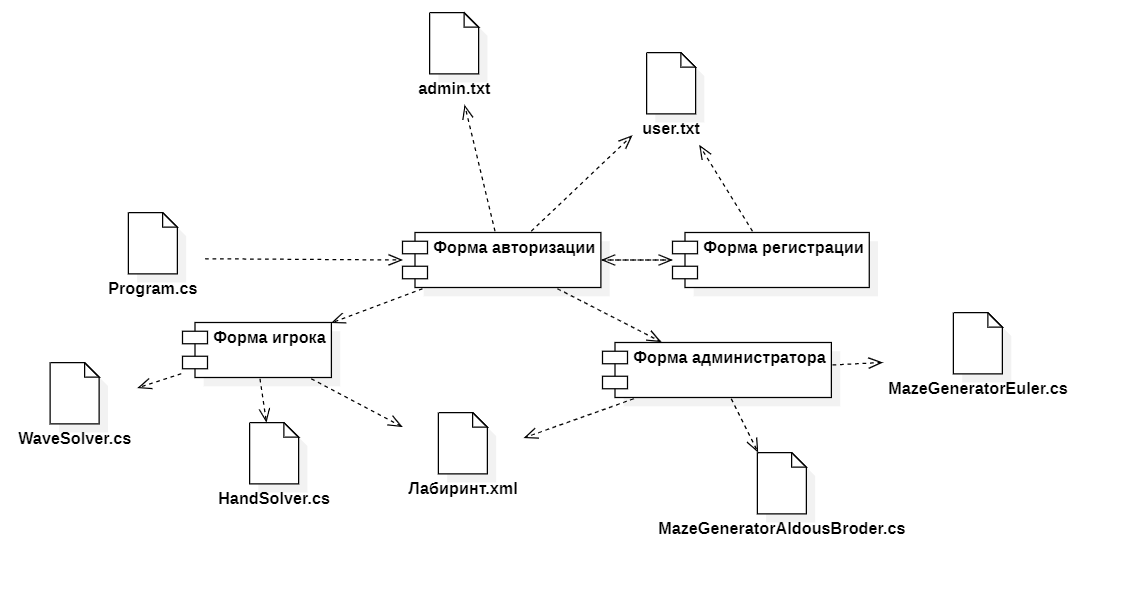 admin.txt
user.txt
Форма авторизации
Форма регистрации
Program.cs
Форма игрока
Форма администратора
MazeGeneratorEuler.cs
WaveSolver.cs
HandSolver.cs
Лабиринт.xml
MazeGeneratorAldousBroder.cs